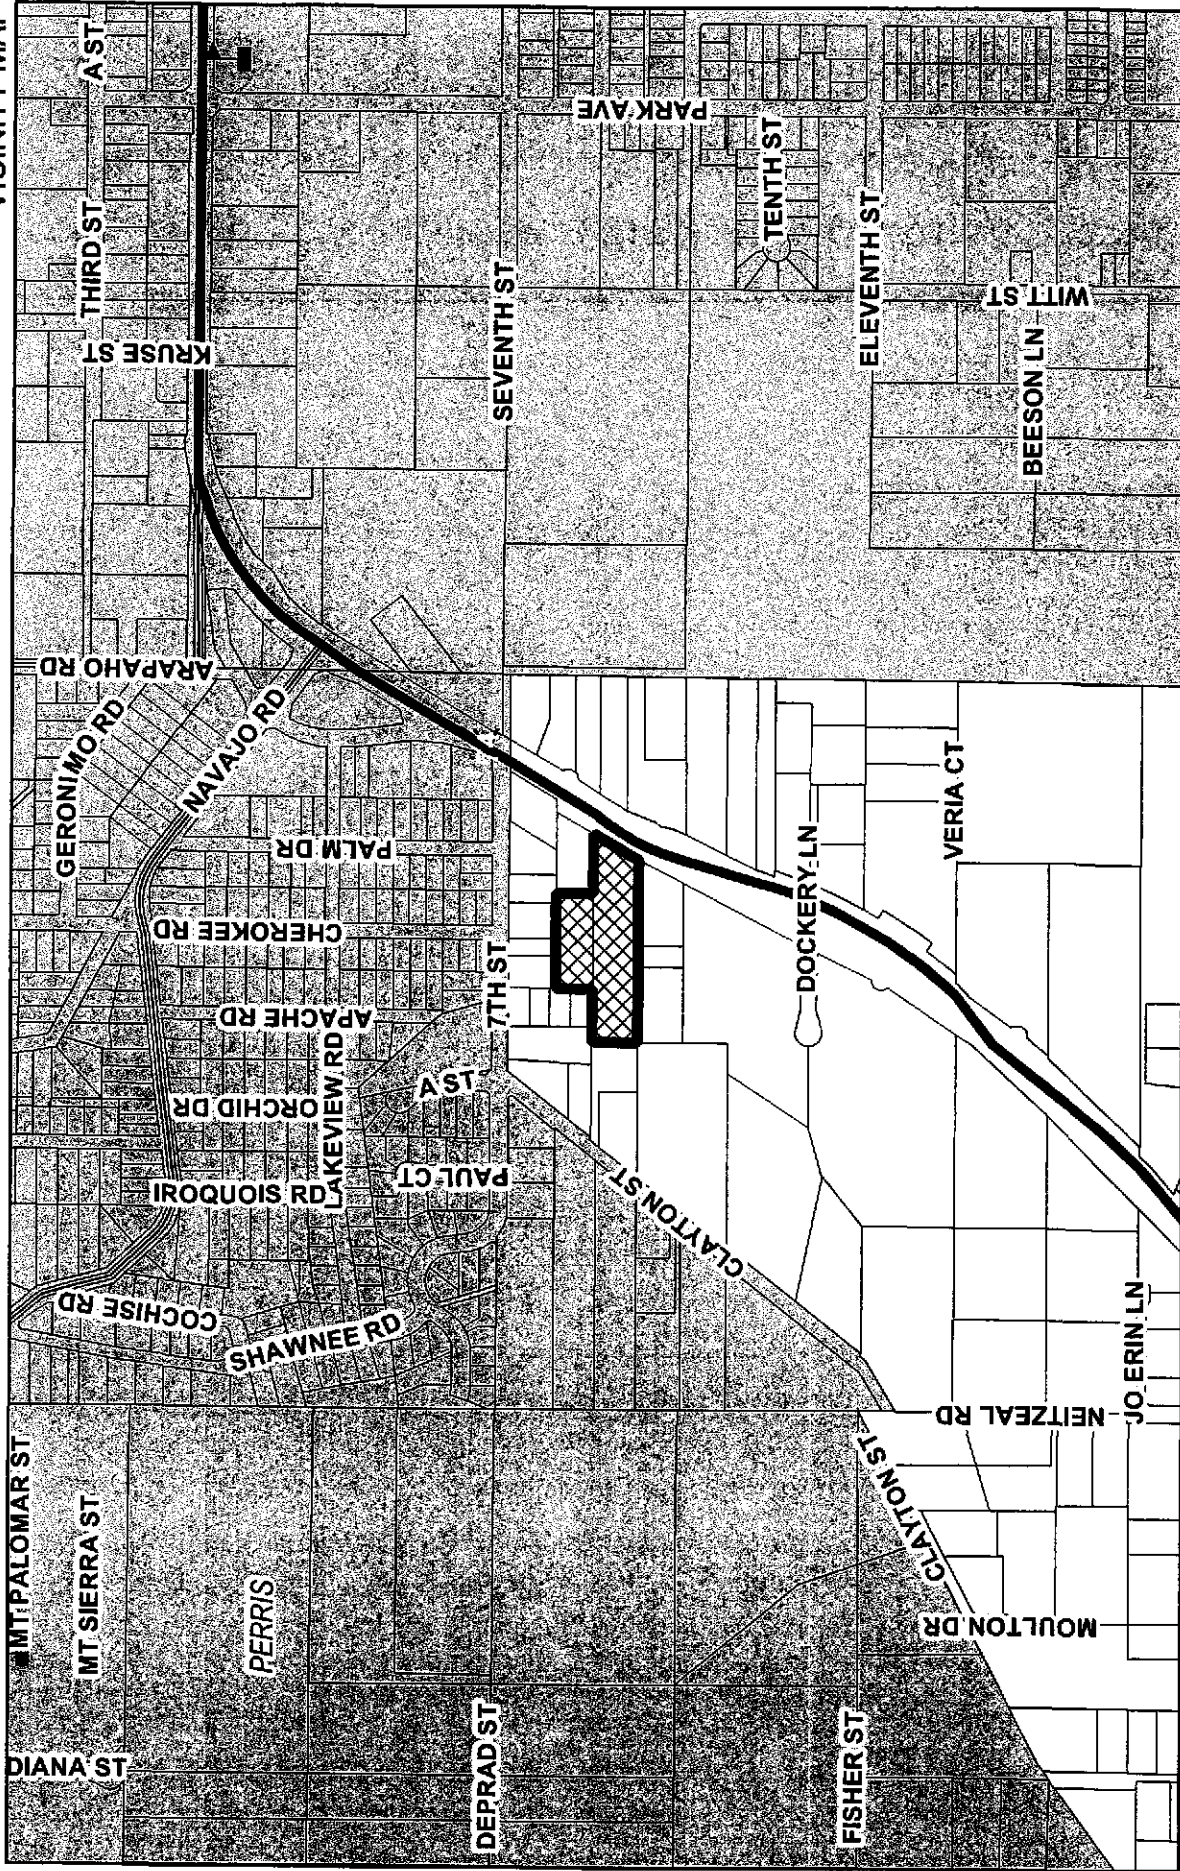 MT PALOMAR ST
MT SIERRA ST
PERRIS
DIANA ST
DEPRAD ST
FISHER ST
COCHISE RD
SHAWNEE RD
IROQUOIS RD
LAKEVIEW RD
ORCHID DR
APACHE RD
CHEROKEE RD
PALM DR
NAVAJO RD
GERONIMO RD
ARAPAHO RD
KRUSE ST
THIRD ST
A ST
PARK AVE
SEVENTH ST
TENTH ST
ELEVENTH ST
WITT ST
BEESON LN
7TH ST
A ST
PAUL CT
CLAYTON ST
DOCKERY LN
VERIA CT
JO ERIN LN
NEITZEAL RD
CLAYTON ST
MOULTON DR